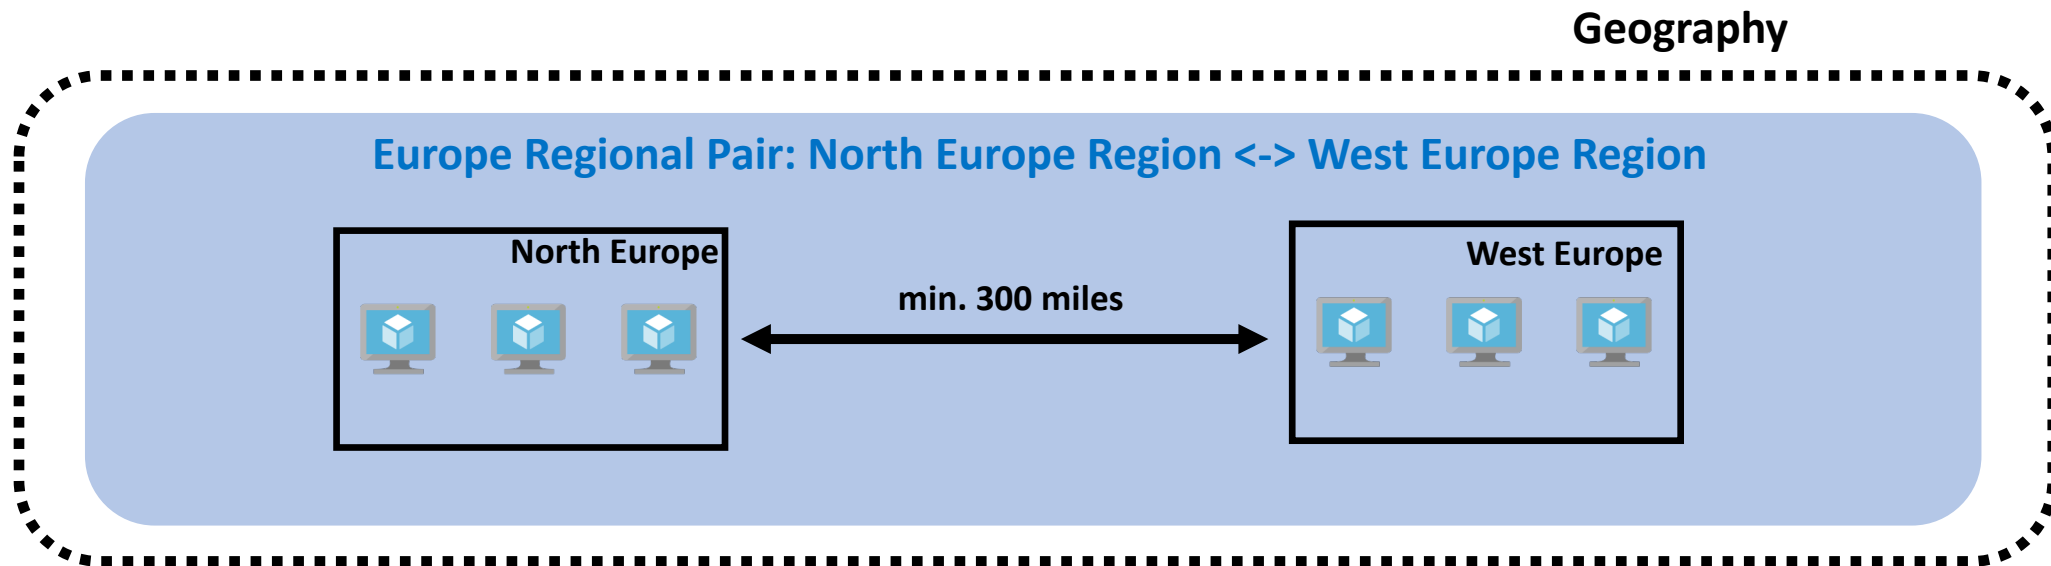 Geography
Europe Regional Pair: North Europe Region <-> West Europe Region
North Europe
West Europe
min. 300 miles